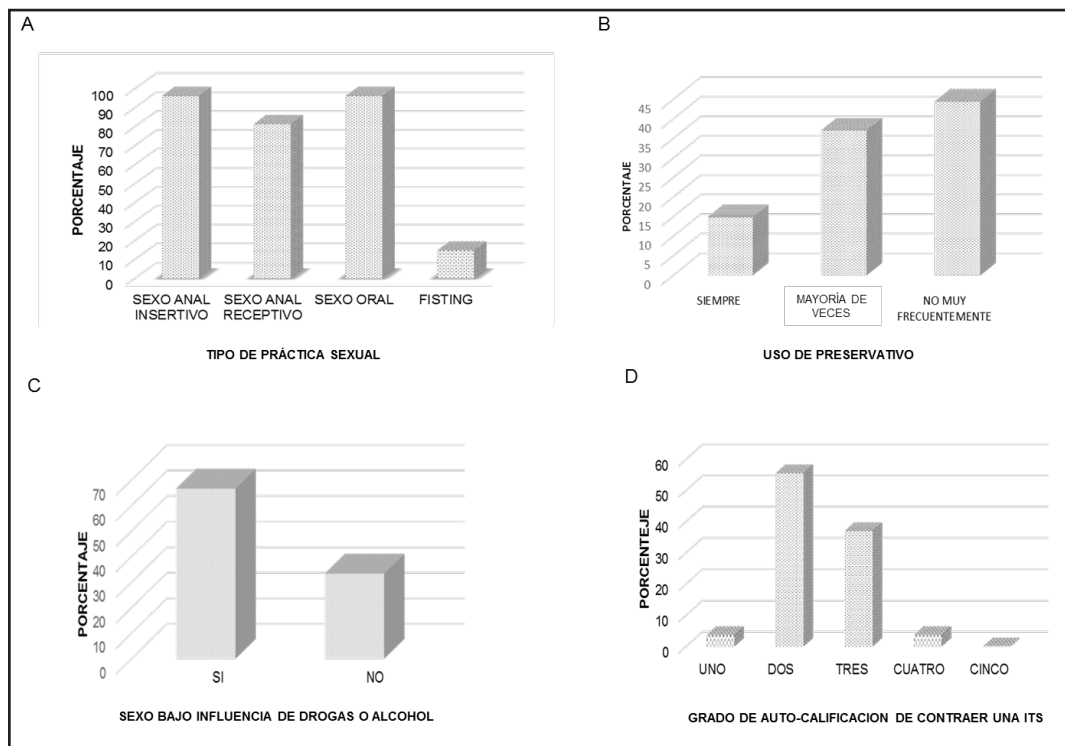 A
PORCENTAJE
100
90
80
70
60
50
40
30
20
10
0
SEXO ANAL
INSERTIVO
SEXO ANAL
RECEPTIVO
SEXO ORAL
FISTING
TIPO DE PRÁCTICA SEXUAL
B
PORCENTAJE
45
40
35
30
25
20
15
10
5
0
SIEMPRE
MAYORÍA DE
VECES
NO MUY
FRECUENTEMENTE
USO DE PRESERVATIVO
C
PORCENTAJE
70
60
50
40
30
20
10
0
SI
NO
SEXO BAJO INFLUENCIA DE DROGAS O ALCOHOL
D
PORCENTEJE
60
50
40
30
20
10
0
UNO
DOS
TRES
CUATRO
CINCO
GRADO DE AUTO-CALIFICACION DE CONTRAER UNA ITS